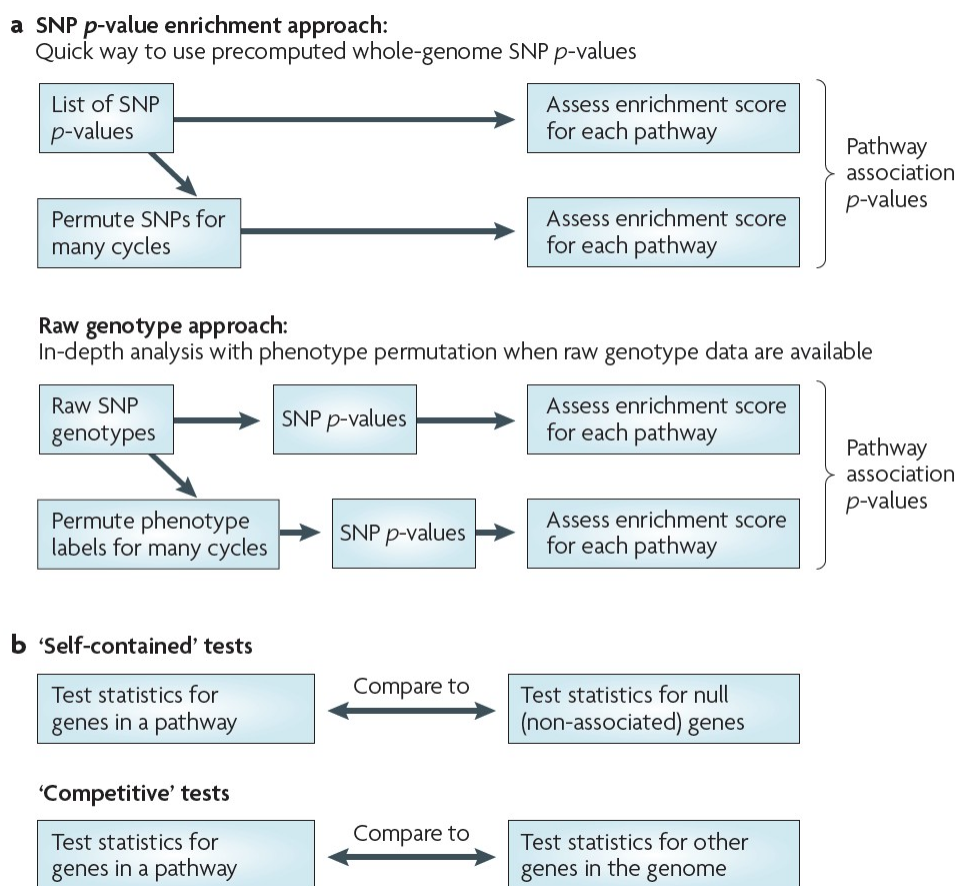 a SNP p-value enrichment approach:
Quick way to use precomputed whole-genome SNP p-values
List of SNP
p-values
Assess enrichment score
for each pathway
Permute SNPs for
many cycles
Assess enrichment score
for each pathway
Pathway
association
p-values
Raw genotype approach:
In-depth analysis with phenotype permutation when raw genotype data are available
Raw SNP
genotypes
SNP p-values
Assess enrichment score
for each pathway
Permute phenotype
labels for many cycles
SNP p-values
Assess enrichment score
for each pathway
Pathway
association
p-values
b ‘Self-contained’ tests
Test statistics for
genes in a pathway
Compare to
Test statistics for null
(non-associated) genes
‘Competitive’ tests
Test statistics for
genes in a pathway
Compare to
Test statistics for other
genes in the genome